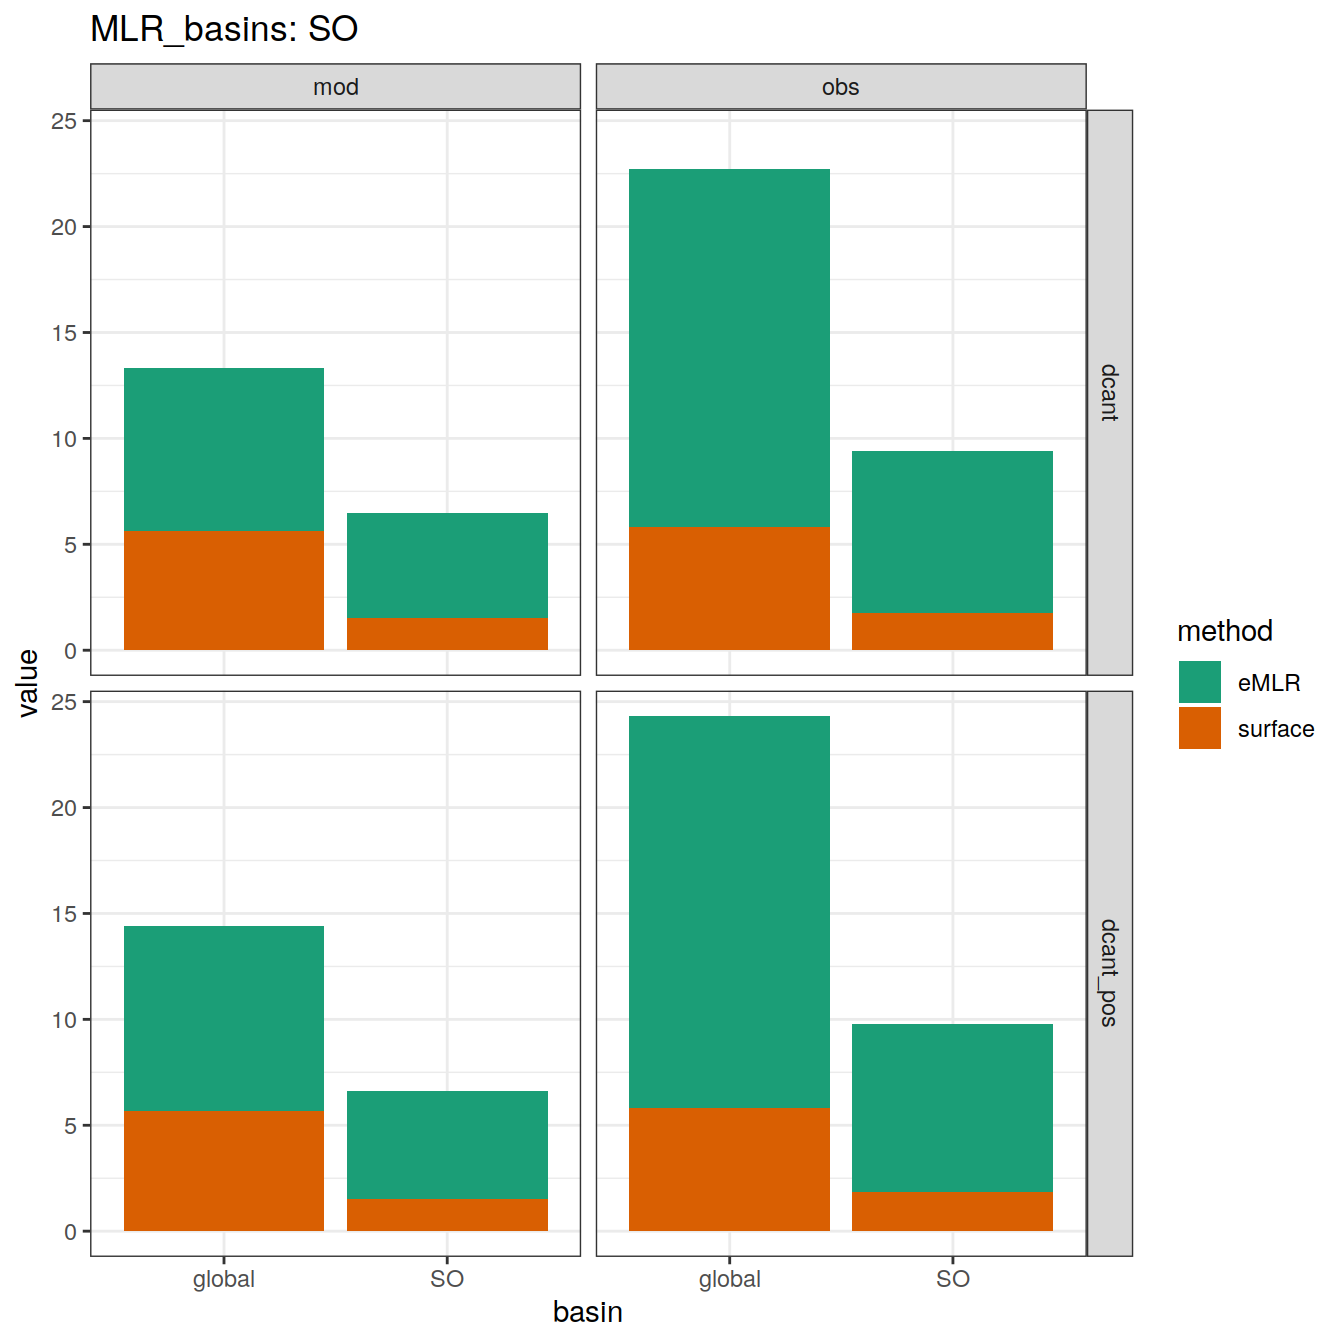 MLR_basins: SO
mod
obs
25
20
15
10
5
0
dcant
25
20
15
10
5
0
dcant_pos
value
global
SO
global
SO
basin
method
eMLR
surface